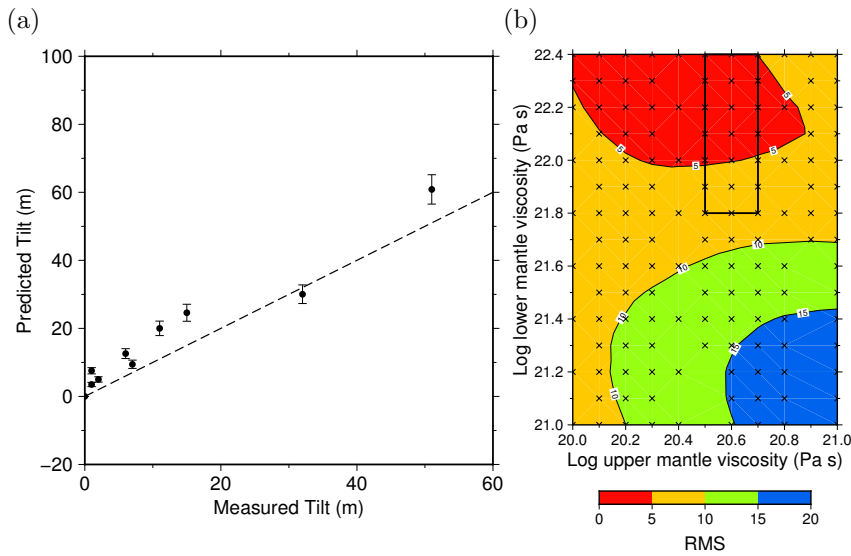 (a)
100
80
60
40
20
0
−20
Predicted Tilt (m)
0 20 40 60
Measured Tilt (m)
(b)
22.4
22.2
22.0
21.8
21.6
21.4
21.2
21.0
Log lower mantle viscosity (Pa s)
5
5
5
5
10
10
10
10
15
15
20.0 20.2 20.4 20.6 20.8 21.0
Log upper mantle viscosity (Pa s)
0 5 10 15 20
RMS